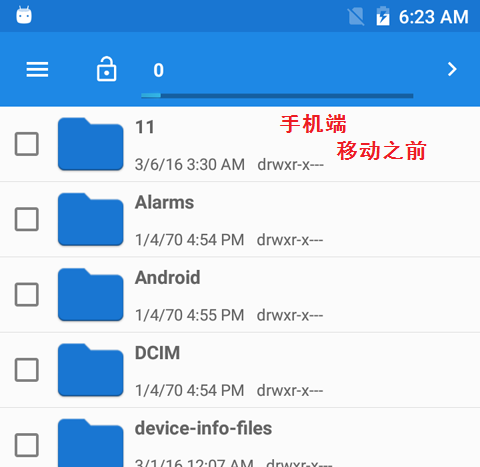 6:23 AM
0
11
手机端
移动之前
3/6/16 3:30 AM drwxr-x---
Alarms
1/4/70 4:54 PM drwxr-x---
Android
1/4/70 4:55 PM drwxr-x---
DCIM
1/4/70 4:54 PM drwxr-x---
device-info-files
3/1/16 12:07 AM drwxr-x---